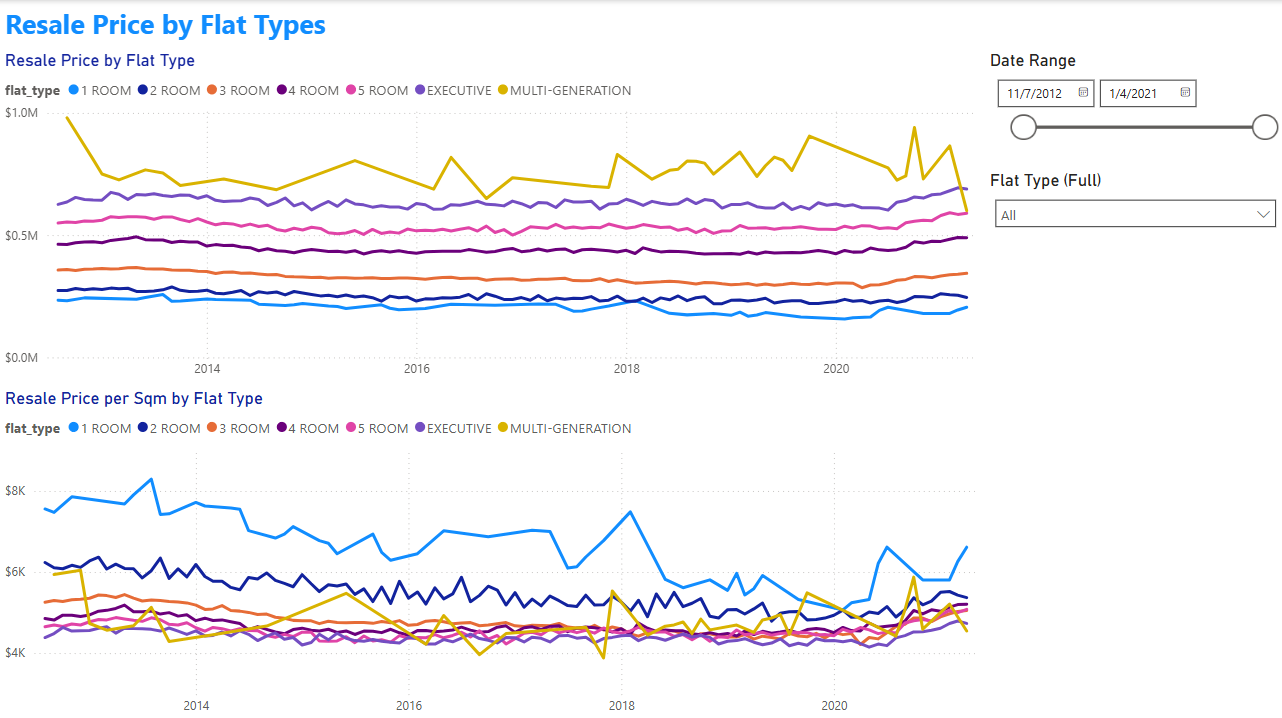 Resale Price by Flat Types
Resale Price by Flat Type
flat_type 1 ROOM 2 ROOM 3 ROOM 4 ROOM 5 ROOM EXECUTIVE MULTI-GENERATION
$1.0M
$0.5M
$0.0M
2014 2016 2018 2020
Resale Price per Sqm by Flat Type
flat_type 1 ROOM 2 ROOM 3 ROOM 4 ROOM 5 ROOM EXECUTIVE MULTI-GENERATION
$8K
$6K
$4K
2014 2016 2018 2020
Date Range
11/7/2012 1/4/2021
Flat Type (Full)
All